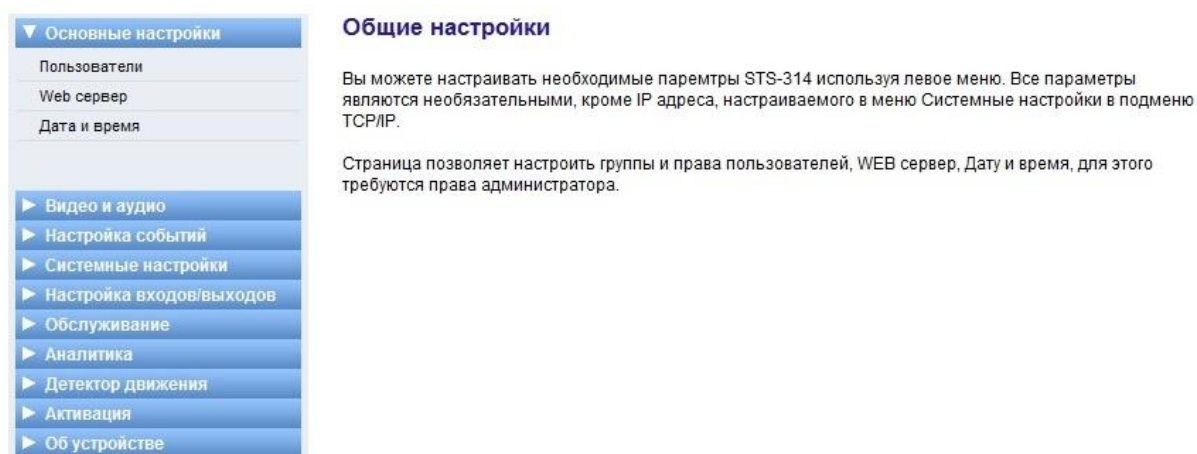 Основные настройки
Пользователи
Web сервер
Дата и время
Видео и аудио
Настройка событий
Системные настройки
Настройка входов/выходов
Обслуживание
Аналитика
Детектор движения
Активация
Об устройстве
Общие настройки
Вы можете настраивать необходимые паремтры STS-314 используя левое меню. Все параметры
являются необязательными, кроме IP адреса, настраиваемого в меню Системные настройки в подменю
TCP/IP.
Страница позволяет настроить группы и права пользователей, WEB сервер, Дату и время, для этого
требуются права администратора.